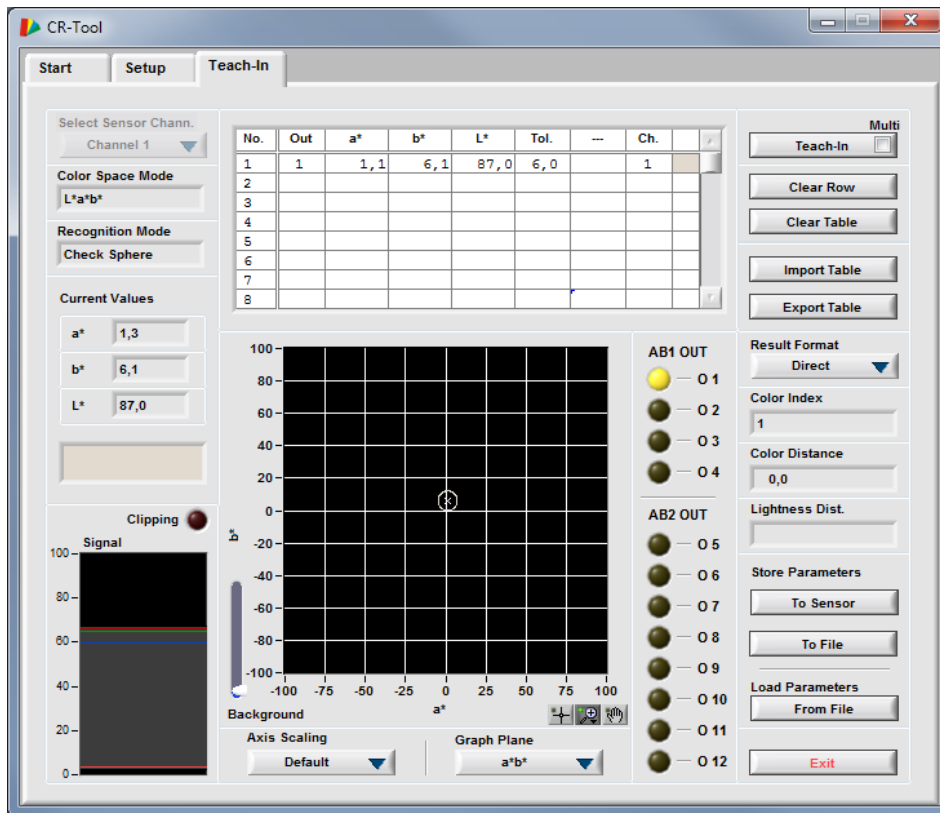 CR-Tool
Start Setup Teach-In
Select Sensor Chann.
Channel 1
Color Space Mode
L*a*b*
Recognition Mode
Check Sphere
Current Values
a* 1,3
b* 6,1
L* 87,0
Clipping
Signal
100
80
60
40
20
0
No. Out a* b* L* Tol. --- Ch.
1 1 1,1 6,1 87,0 6,0 1
2
3
4
5
6
7
8
100
80
60
40
20
0
-20
-40
-60
-80
-100
b*
-100 -75 -50 -25 0 25 50 75 100
a*
Background
Axis Scaling
Default
Graph Plane
a*b*
AB1 OUT
O 1
O 2
O 3
O 4
AB2 OUT
O 5
O 6
O 7
O 8
O 9
O 10
O 11
O 12
Multi
Teach-In
Clear Row
Clear Table
Import Table
Export Table
Result Format
Direct
Color Index
1
Color Distance
0,0
Lightness Dist.
Store Parameters
To Sensor
To File
Load Parameters
From File
Exit